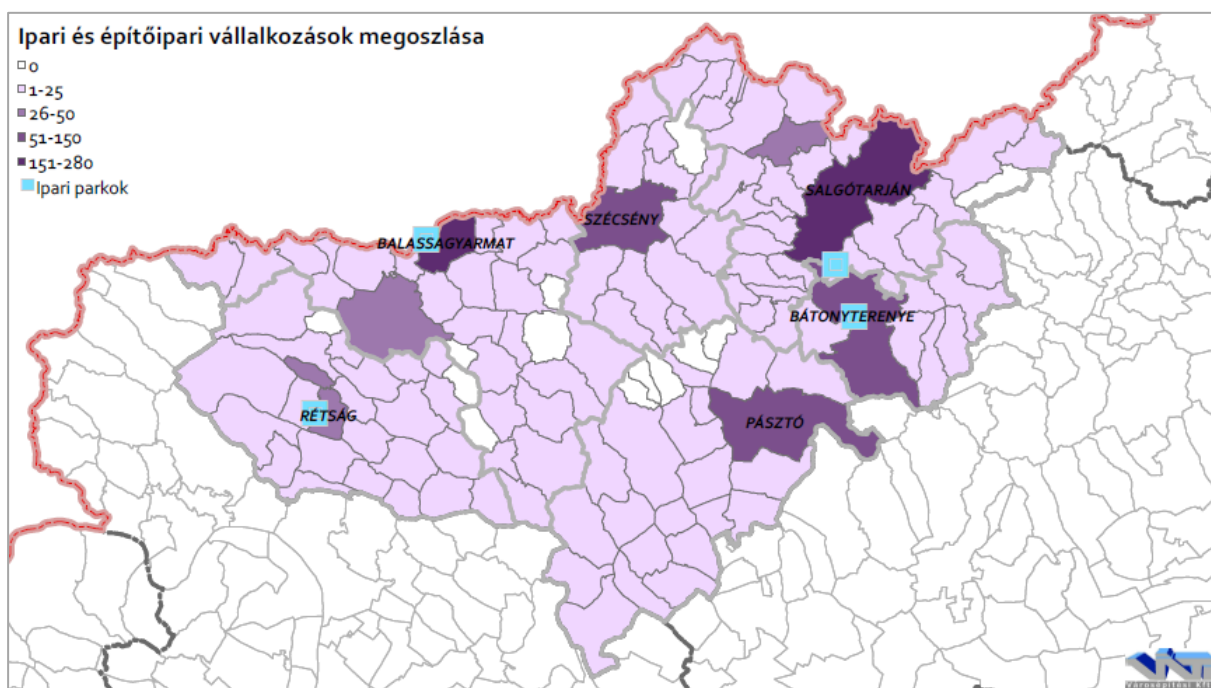 Ipari és építőipari vállalkozások megoszlása
0
1-25
26-50
51-150
151-280
Ipari parkok
SALGÓTARJÁN
SZÉCSÉNY
BALASSAGYARMAT
BÁTONYTERENYE
RÉTSÁG
PÁSZTÓ